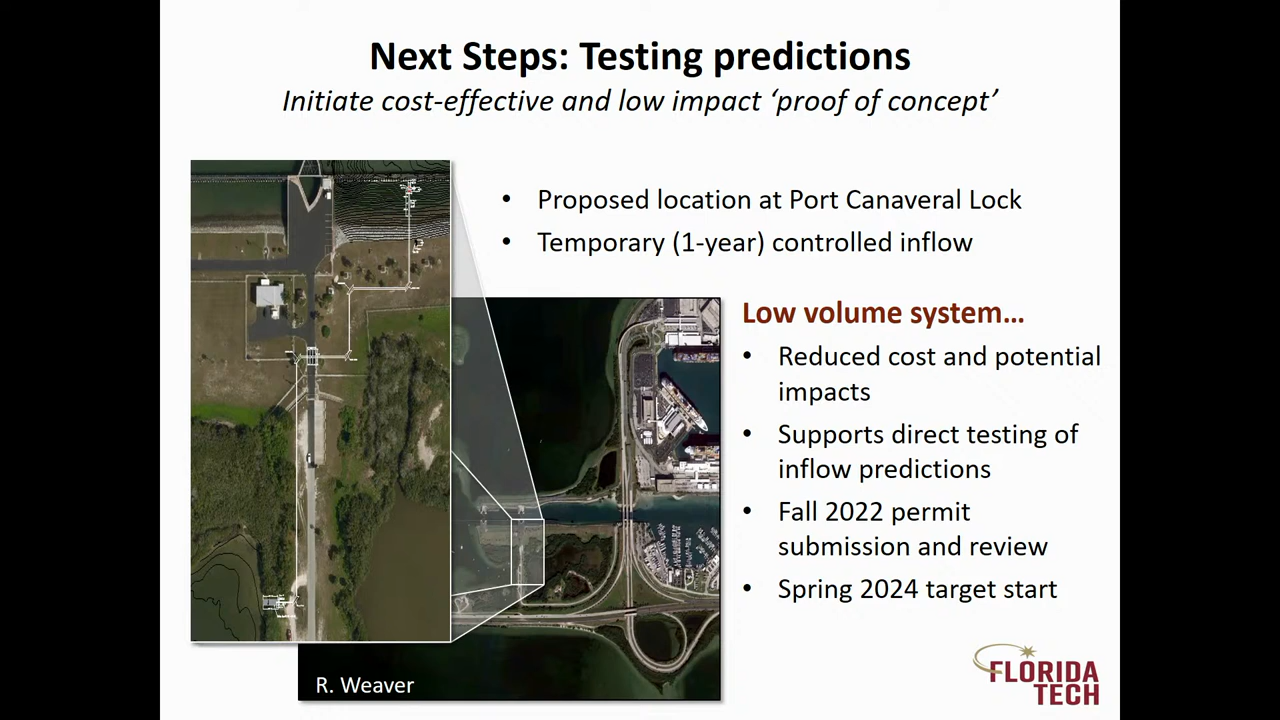 Next Steps: Testing predictions
Initiate cost-effective and low impact ‘proof of concept’
• Proposed location at Port Canaveral Lock
• Temporary (1-year) controlled inflow
Low volume system…
• Reduced cost and potential
impacts
• Supports direct testing of
inflow predictions
• Fall 2022 permit
submission and review
• Spring 2024 target start
R. Weaver
FLORIDA
TECH